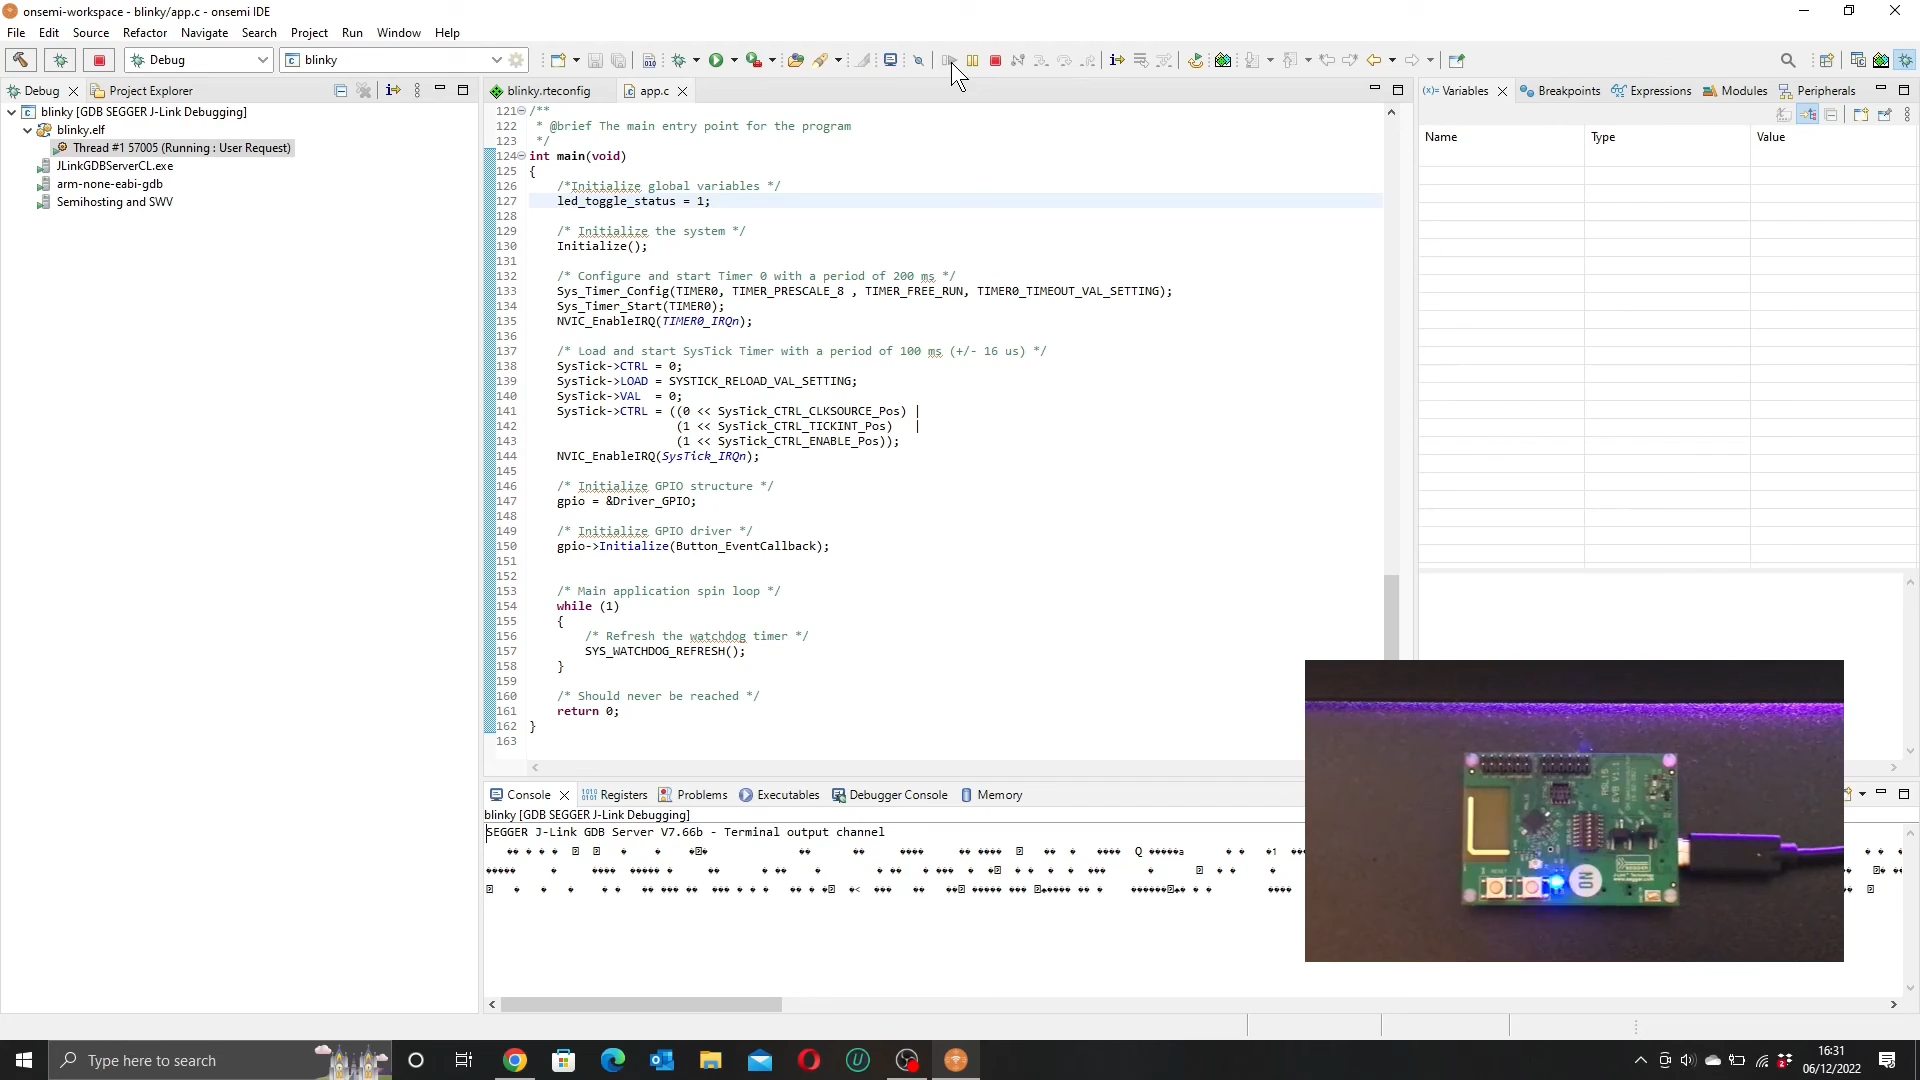 onsemi-workspace - blinky/app.c - onsemi IDE
File Edit Source Refactor Navigate Search Project Run Window Help
Debug blinky
Debug Project Explorer
blinky [GDB SEGGER J-Link Debugging]
blinky.elf
Thread #1 57005 (Running : User Request)
JLinkGDBServerCL.exe
arm-none-eabi-gdb
Semihosting and SWV
blinky.rteconfig app.c
121 /**
122 * @brief The main entry point for the program
123 */
124 int main(void)
125 {
126 /*Initialize global variables */
127 led_toggle_status = 1;
128
129 /* Initialize the system */
130 Initialize();
131
132 /* Configure and start Timer 0 with a period of 200 ms */
133 Sys_Timer_Config(TIMER0, TIMER_PRESCALE_8 , TIMER_FREE_RUN, TIMER0_TIMEOUT_VAL_SETTING);
134 Sys_Timer_Start(TIMER0);
135 NVIC_EnableIRQ(TIMER0_IRQn);
136
137 /* Load and start SysTick Timer with a period of 100 ms (+/- 16 us) */
138 SysTick->CTRL = 0;
139 SysTick->LOAD = SYSTICK_RELOAD_VAL_SETTING;
140 SysTick->VAL = 0;
141 SysTick->CTRL = ((0 << SysTick_CTRL_CLKSOURCE_Pos) |
142 (1 << SysTick_CTRL_TICKINT_Pos) |
143 (1 << SysTick_CTRL_ENABLE_Pos));
144 NVIC_EnableIRQ(SysTick_IRQn);
145
146 /* Initialize GPIO structure */
147 gpio = &Driver_GPIO;
148
149 /* Initialize GPIO driver */
150 gpio->Initialize(Button_EventCallback);
151
152
153 /* Main application spin loop */
154 while (1)
155 {
156 /* Refresh the watchdog timer */
157 SYS_WATCHDOG_REFRESH();
158 }
159
160 /* Should never be reached */
161 return 0;
162 }
163
Variables Breakpoints Expressions Modules Peripherals
Name Type Value
Console Registers Problems Executables Debugger Console Memory
blinky [GDB SEGGER J-Link Debugging]
SEGGER J-Link GDB Server V7.66b - Terminal output channel
ON
Type here to search
16:31
06/12/2022